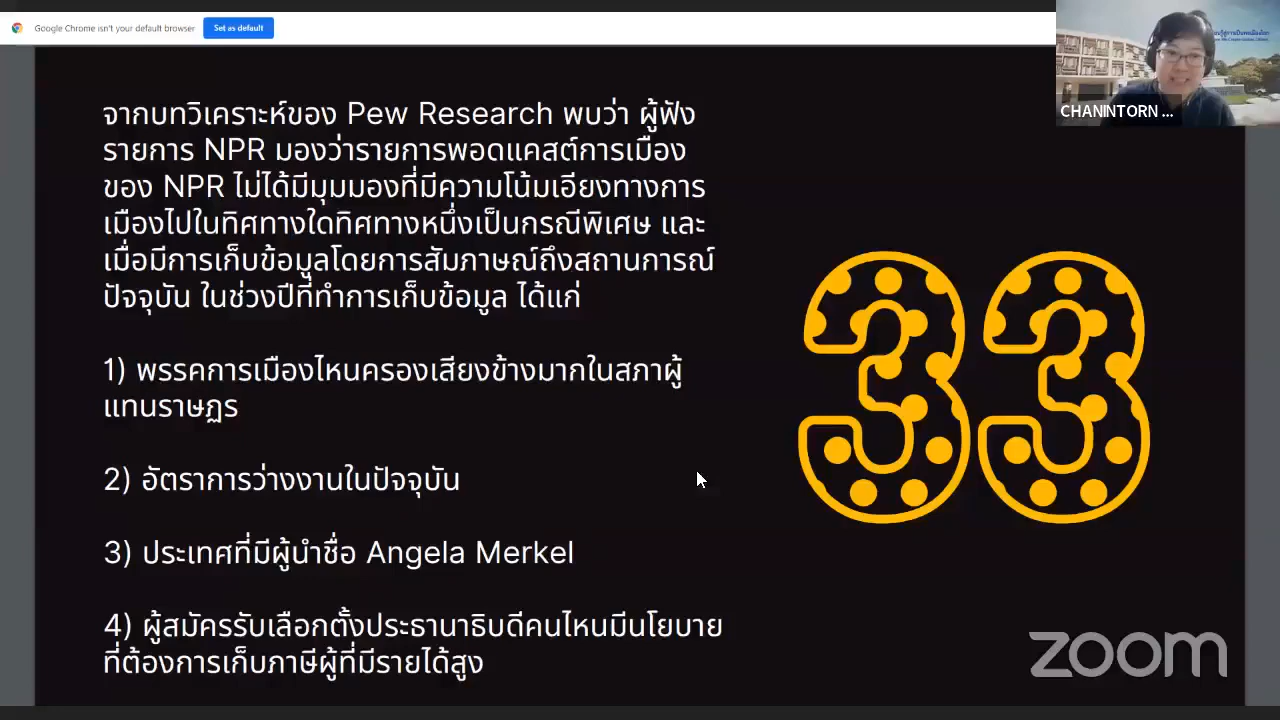 Google Chrome isn't your default browser
Set as default
CHANINTORN ...
จากบทวิเคราะห์ของ Pew Research พบว่า ผู้ฟัง
รายการ NPR มองว่ารายการพอดแคสต์การเมือง
ของ NPR ไม่ได้มีมุมมองที่มีความโน้มเอียงทางการ
เมืองไปในทิศทางใดทิศทางหนึ่งเป็นกรณีพิเศษ และ
เมื่อมีการเก็บข้อมูลโดยการสัมภาษณ์ถึงสถานการณ์
ปัจจุบัน ในช่วงปีที่ทำการเก็บข้อมูล ได้แก่
1) พรรคการเมืองไหนครองเสียงข้างมากในสภาผู้
แทนราษฎร
2) อัตราการว่างงานในปัจจุบัน
3) ประเทศที่มีผู้นำชื่อ Angela Merkel
4) ผู้สมัครรับเลือกตั้งประธานาธิบดีคนไหนมีนโยบาย
ที่ต้องการเก็บภาษีผู้ที่มีรายได้สูง
33
zoom